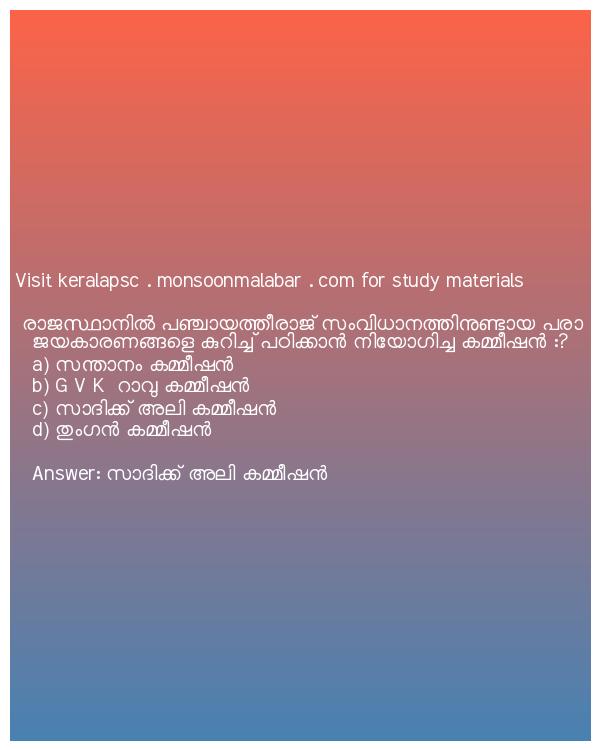 Visit keralapsc . monsoonmalabar . com for study materials
രാജസ്ഥാനിൽ പഞ്ചായത്തീരാജ് സംവിധാനത്തിനുണ്ടായ പരാ
ജയകാരണങ്ങളെ കുറിച്ച് പഠിക്കാൻ നിയോഗിച്ച കമ്മീഷൻ :?
a) സന്താനം കമ്മീഷൻ
b) G V K റാവു കമ്മീഷൻ
c) സാദിക്ക് അലി കമ്മീഷൻ
d) തുംഗൻ കമ്മീഷൻ
Answer: സാദിക്ക് അലി കമ്മീഷൻ